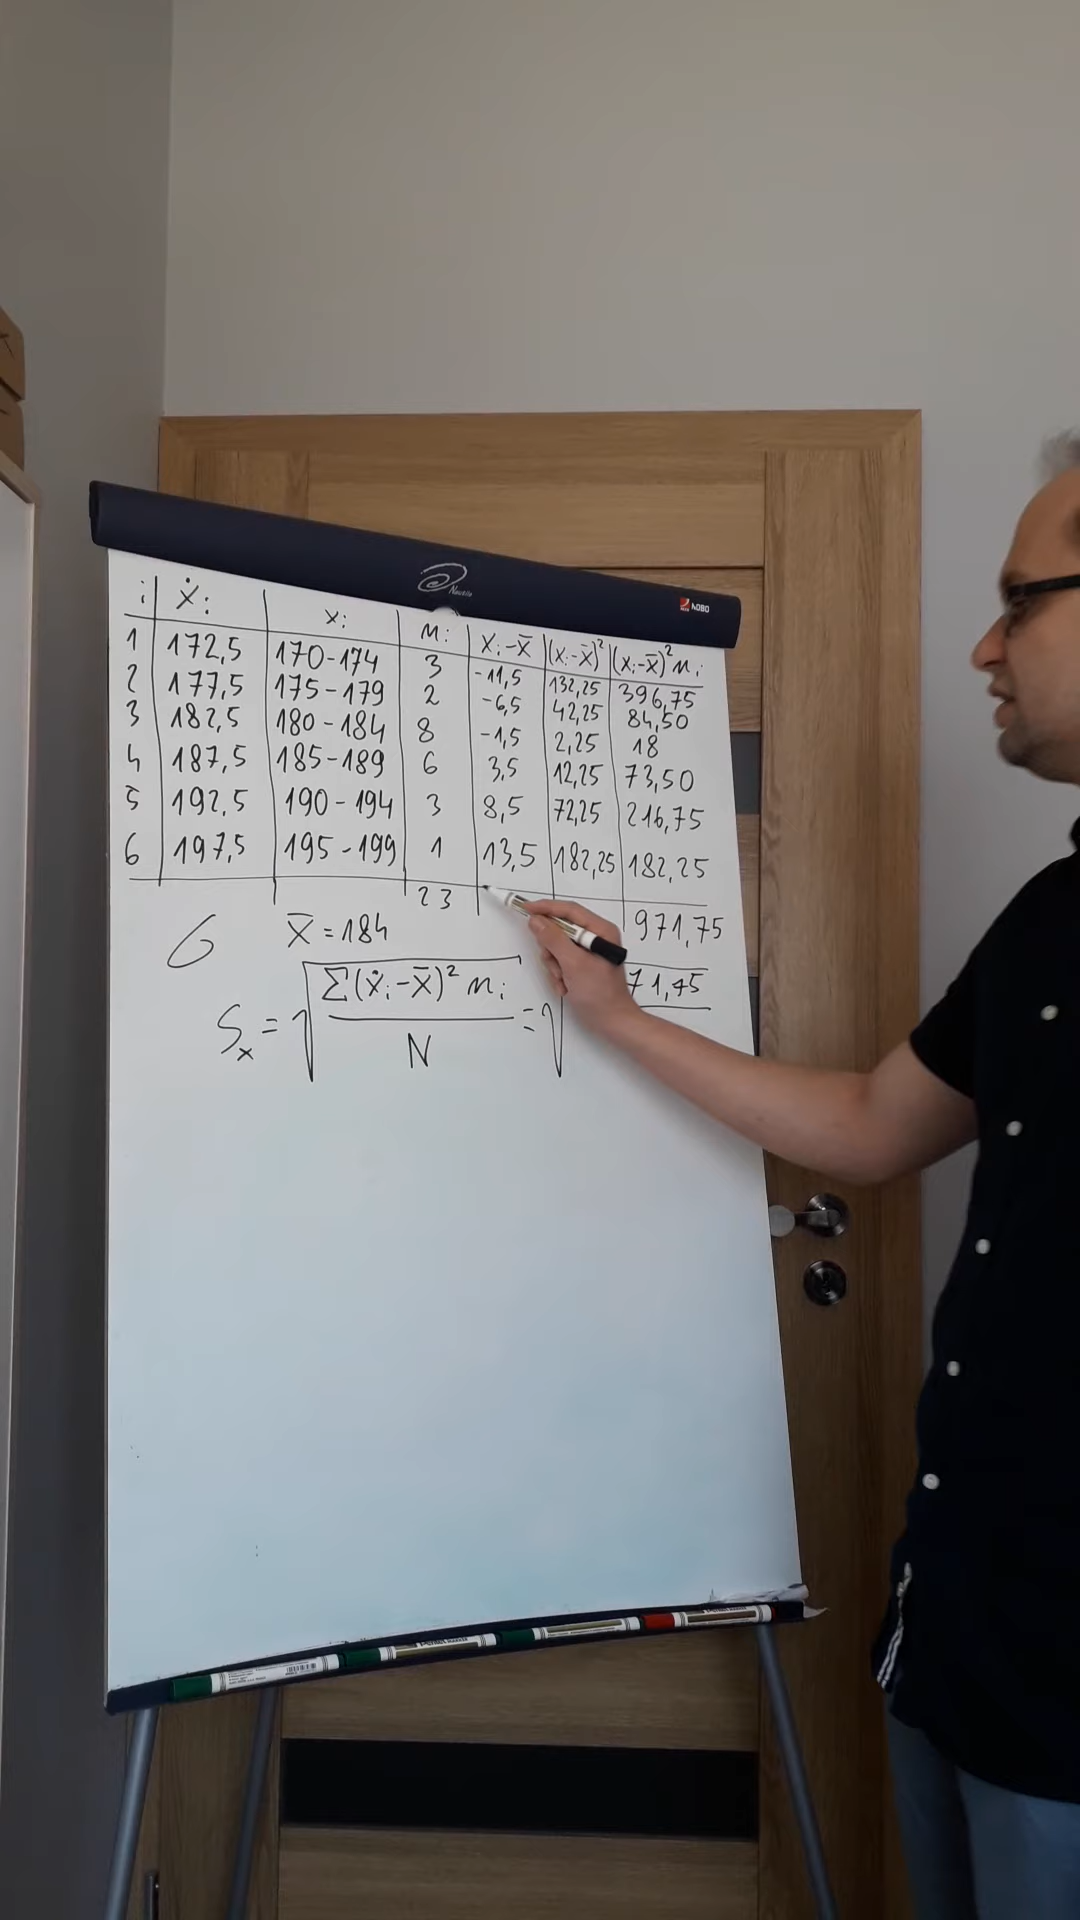 i ẋi xi ni xi-x̄ (xi-x̄)² (xi-x̄)²ni
1 172,5 170-174 3 -11,5 132,25 396,75
2 177,5 175-179 2 -6,5 42,25 84,50
3 182,5 180-184 8 -1,5 2,25 18
4 187,5 185-189 6 3,5 12,25 73,50
5 192,5 190-194 3 8,5 72,25 216,75
6 197,5 195-199 1 13,5 182,25 182,25
23 971,75
6 x̄=184
Sx = √(Σ(ẋi-x̄)² ni / N) = √ 71,45
nobo